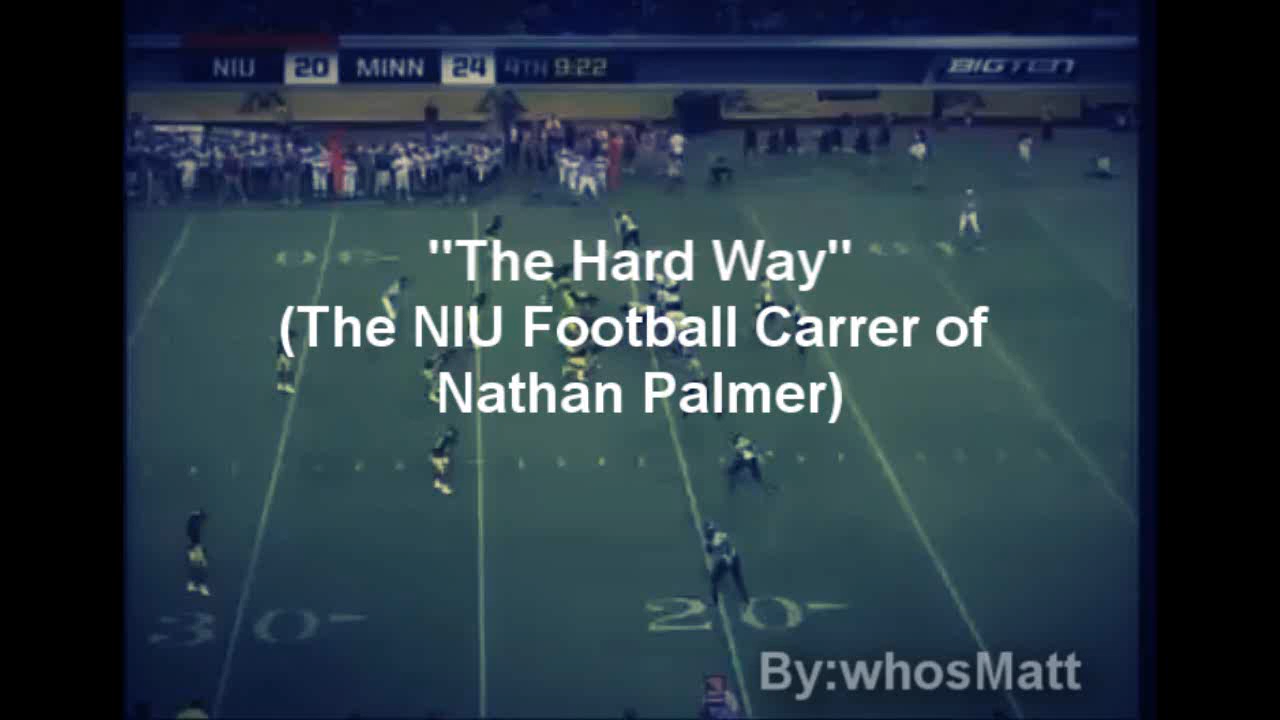 NIU 20 MINN 24 4TH 9:22 BIGTEN
"The Hard Way"
(The NIU Football Carrer of
Nathan Palmer)
30
20
By:whosMatt